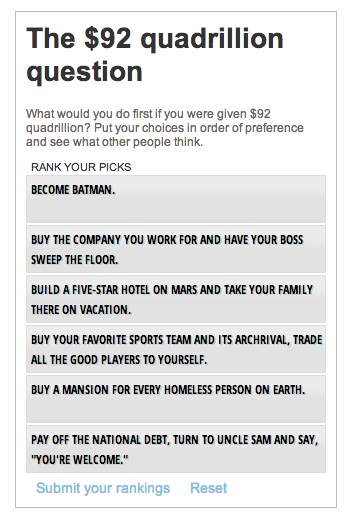 The $92 quadrillion
question
What would you do first if you were given $92
quadrillion? Put your choices in order of preference
and see what other people think.
RANK YOUR PICKS
BECOME BATMAN.
BUY THE COMPANY YOU WORK FOR AND HAVE YOUR BOSS
SWEEP THE FLOOR.
BUILD A FIVE-STAR HOTEL ON MARS AND TAKE YOUR FAMILY
THERE ON VACATION.
BUY YOUR FAVORITE SPORTS TEAM AND ITS ARCHRIVAL, TRADE
ALL THE GOOD PLAYERS TO YOURSELF.
BUY A MANSION FOR EVERY HOMELESS PERSON ON EARTH.
PAY OFF THE NATIONAL DEBT, TURN TO UNCLE SAM AND SAY,
"YOU'RE WELCOME."
Submit your rankings Reset